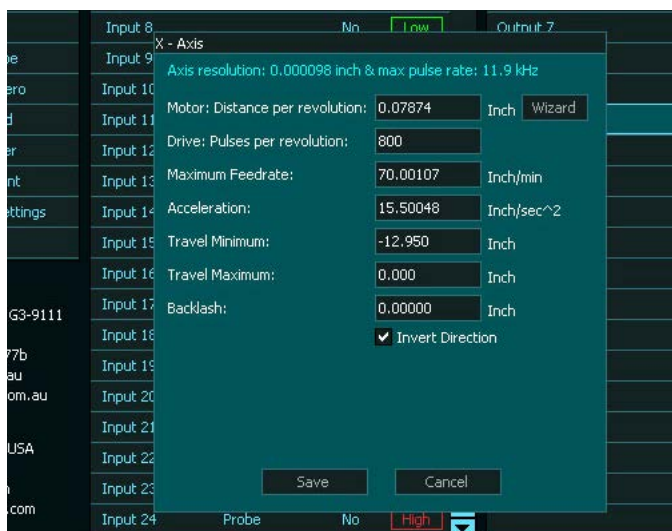 Input 8 No Low Output 7
X - Axis
pe Input 9
Axis resolution: 0.000098 inch & max pulse rate: 11.9 kHz
ero Input 10
Motor: Distance per revolution: 0.07874 Inch Wizard
d Input 11
Drive: Pulses per revolution: 800
er Input 12
Maximum Feedrate: 70.00107 Inch/min
nt Input 13
Acceleration: 15.50048 Inch/sec^2
ettings Input 14
Travel Minimum: -12.950 Inch
Input 15
Travel Maximum: 0.000 Inch
Input 16
Backlash: 0.00000 Inch
G3-9111 Input 17
Invert Direction
Input 18
77b
au Input 19
om.au Input 20
Input 21
USA Input 22
Save Cancel
Input 23
.com
Input 24 Probe No High